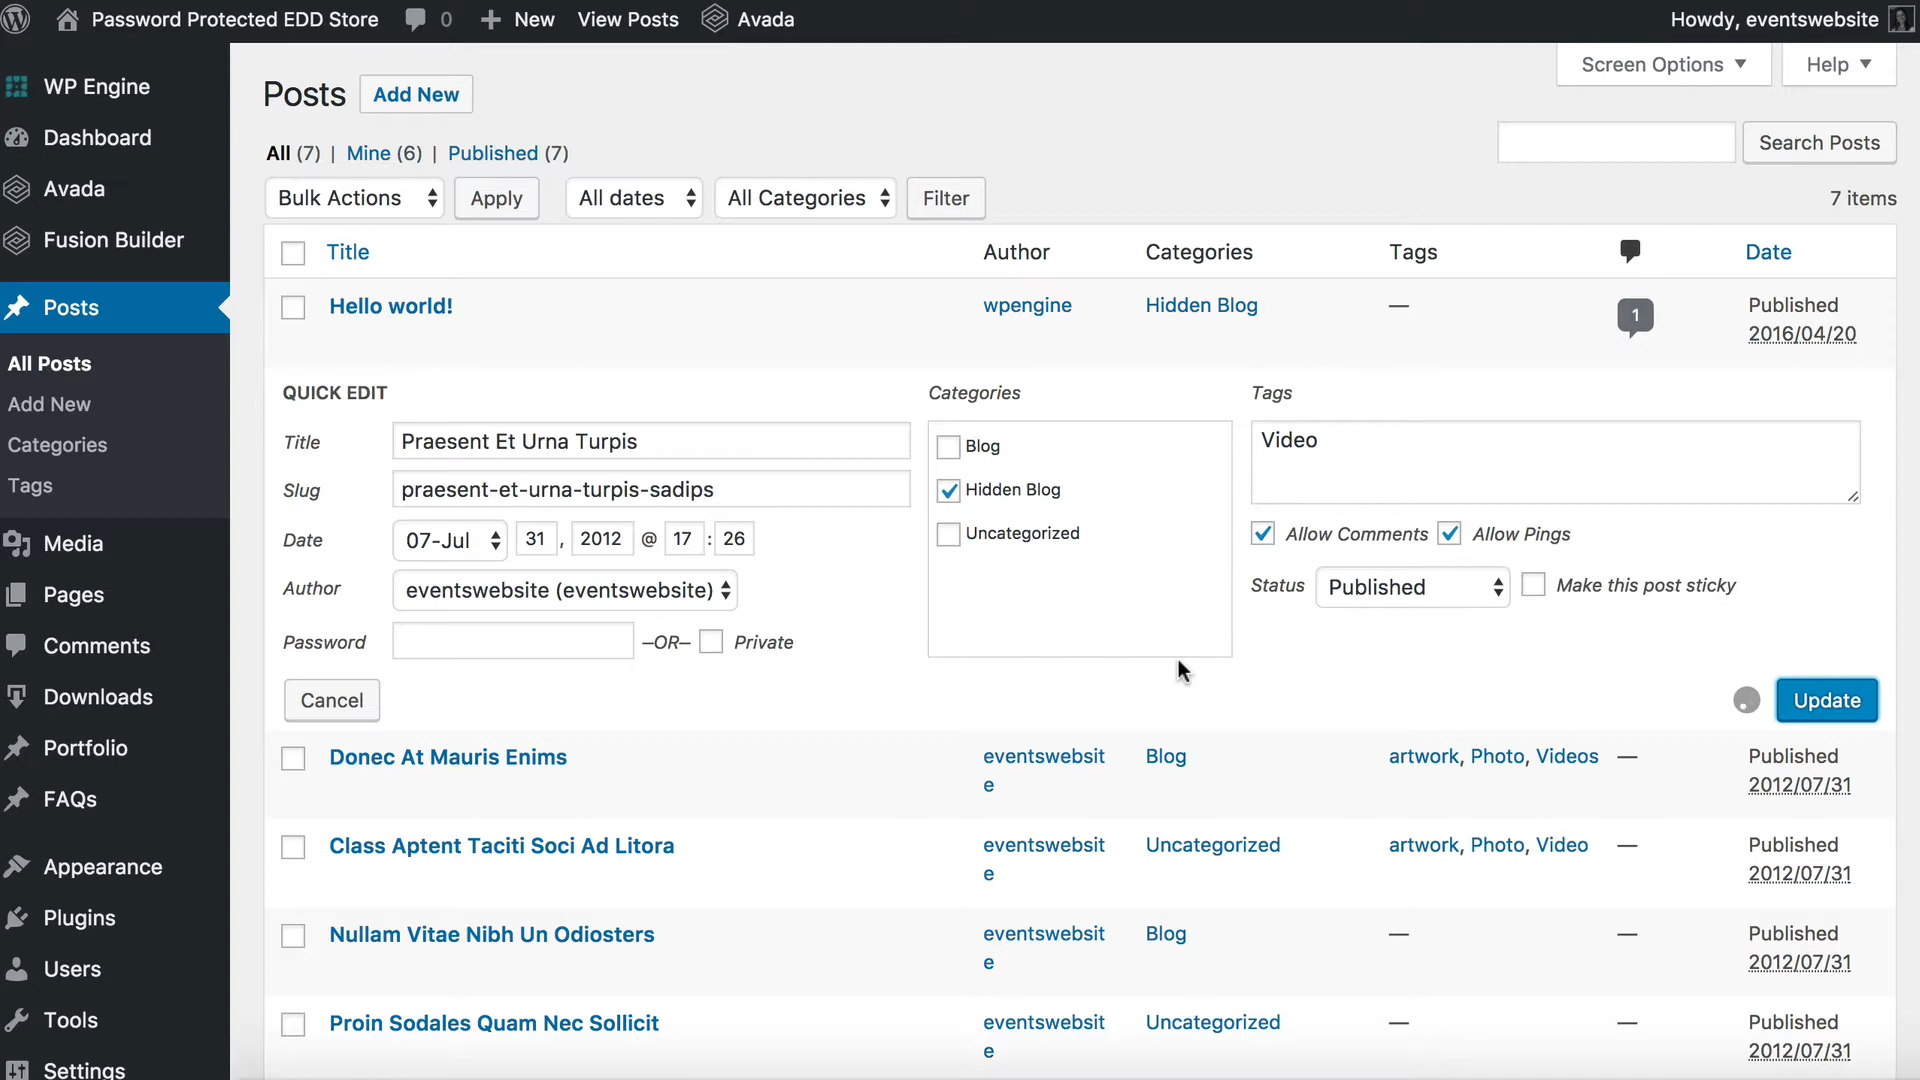 Password Protected EDD Store 0 New View Posts Avada Howdy, eventswebsite
WP Engine
Dashboard
Avada
Fusion Builder
Posts
All Posts
Add New
Categories
Tags
Media
Pages
Comments
Downloads
Portfolio
FAQs
Appearance
Plugins
Users
Tools
Settings
Screen Options Help
Posts Add New
All (7) | Mine (6) | Published (7)
Search Posts
Bulk Actions Apply All dates All Categories Filter 7 items
Title Author Categories Tags Date
Hello world! wpengine Hidden Blog — 1 Published
2016/04/20
QUICK EDIT Categories Tags
Title Praesent Et Urna Turpis Blog Video
Slug praesent-et-urna-turpis-sadips Hidden Blog
Date 07-Jul 31 , 2012 @ 17 : 26 Uncategorized Allow Comments Allow Pings
Author eventswebsite (eventswebsite) Status Published Make this post sticky
Password –OR– Private
Cancel Update
Donec At Mauris Enims eventswebsit Blog artwork, Photo, Videos — Published
e 2012/07/31
Class Aptent Taciti Soci Ad Litora eventswebsit Uncategorized artwork, Photo, Video — Published
e 2012/07/31
Nullam Vitae Nibh Un Odiosters eventswebsit Blog — — Published
e 2012/07/31
Proin Sodales Quam Nec Sollicit eventswebsit Uncategorized — — Published
e 2012/07/31